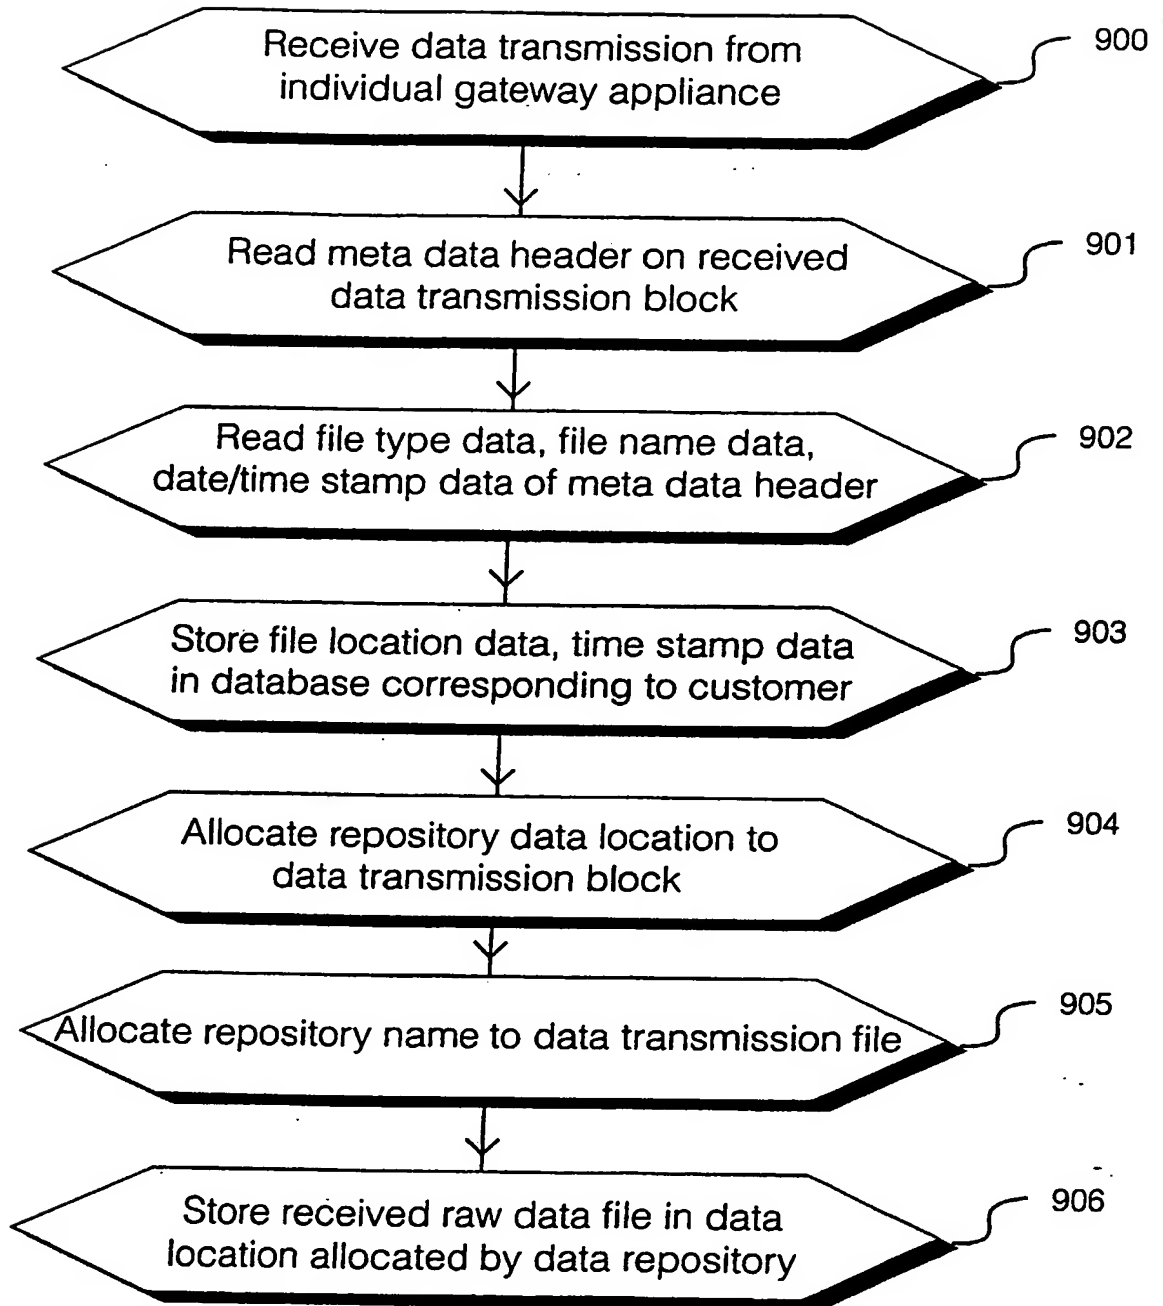 Receive data transmission from
individual gateway appliance
900
Read meta data header on received
data transmission block
901
Read file type data, file name data,
date/time stamp data of meta data header
902
Store file location data, time stamp data
in database corresponding to customer
903
Allocate repository data location to
data transmission block
904
Allocate repository name to data transmission file
905
Store received raw data file in data
location allocated by data repository
906